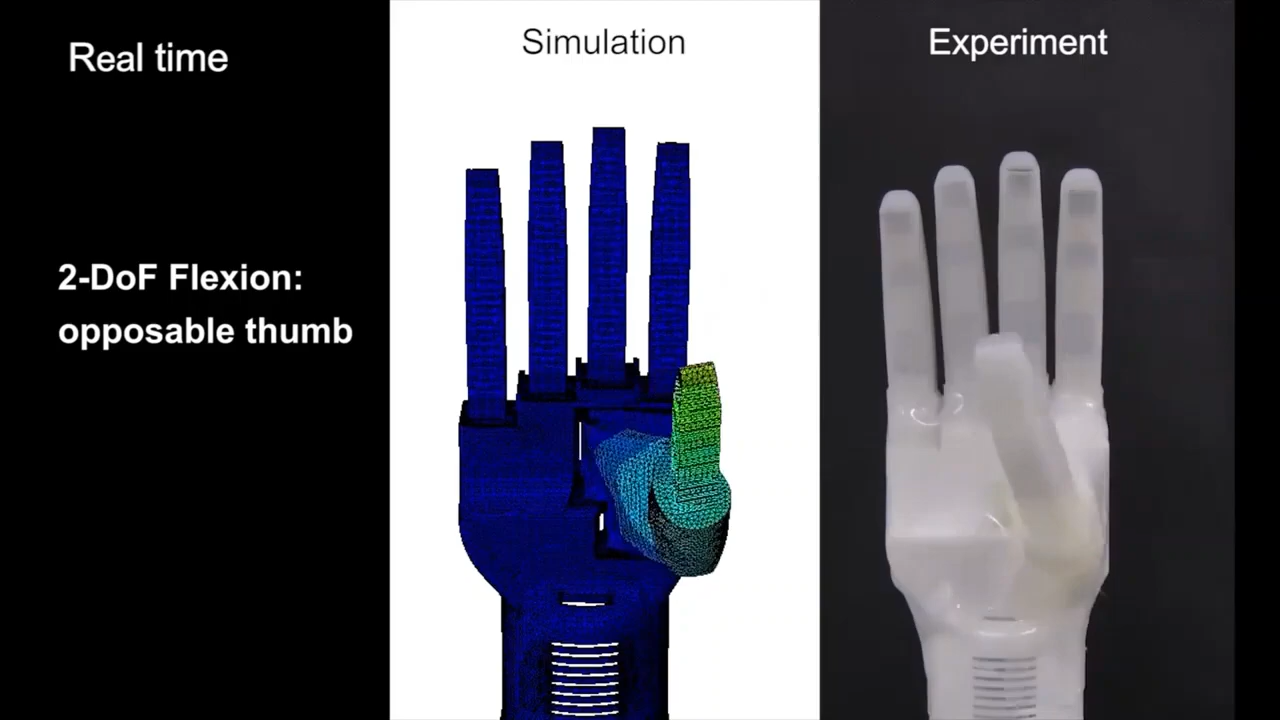 Real time
Simulation
Experiment
2-DoF Flexion:
opposable thumb